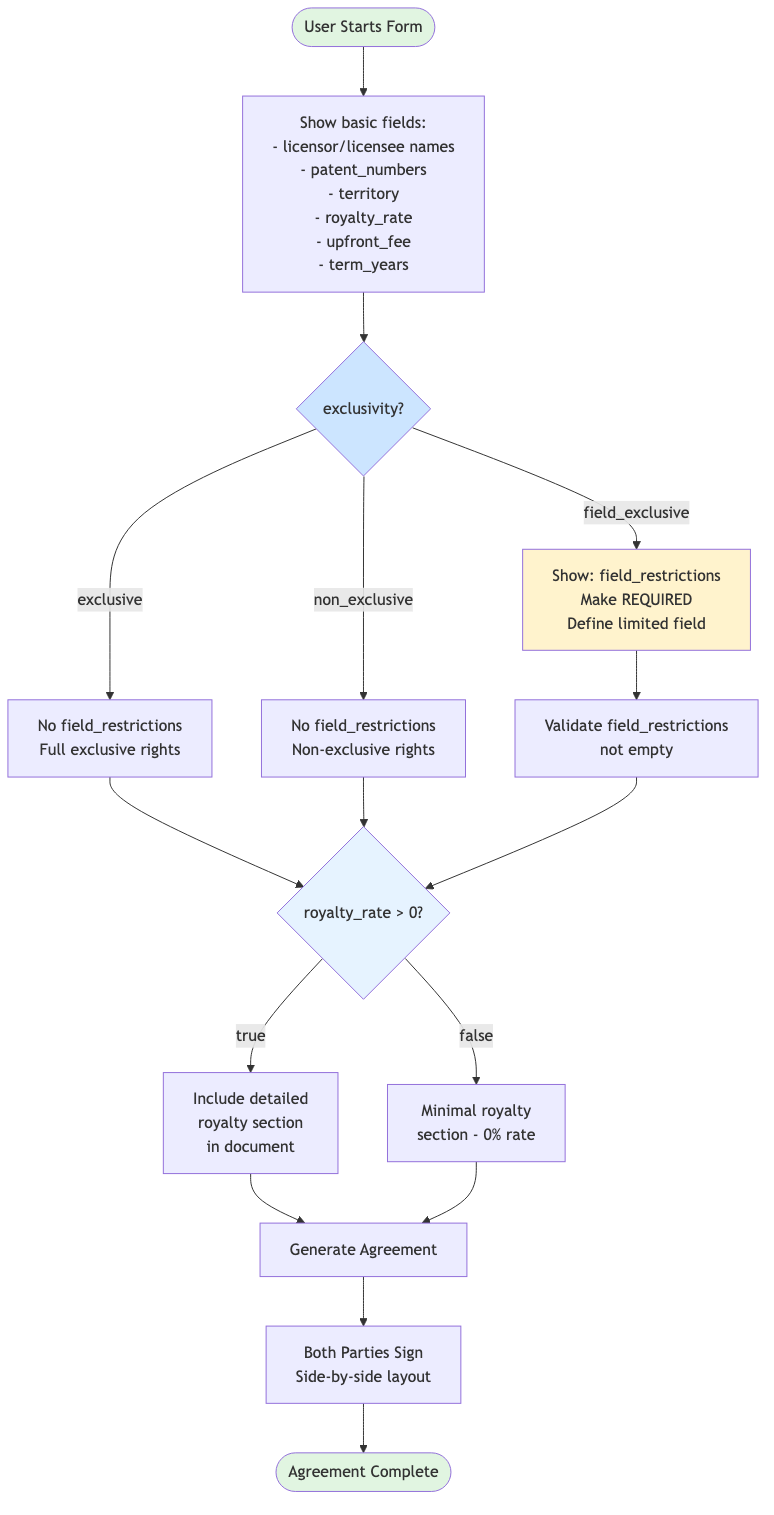 User Starts Form
Show basic fields:
- licensor/licensee names
- patent_numbers
- territory
- royalty_rate
- upfront_fee
- term_years
exclusivity?
field_exclusive
exclusive
non_exclusive
Show: field_restrictions
Make REQUIRED
Define limited field
No field_restrictions
Full exclusive rights
No field_restrictions
Non-exclusive rights
Validate field_restrictions
not empty
royalty_rate > 0?
true
false
Include detailed
royalty section
in document
Minimal royalty
section - 0% rate
Generate Agreement
Both Parties Sign
Side-by-side layout
Agreement Complete